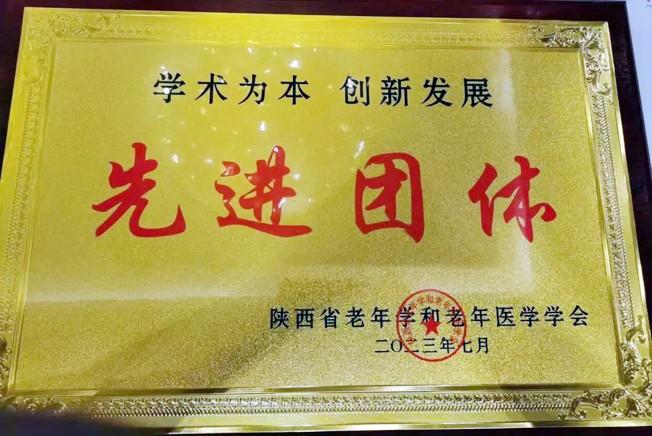 学术为本 创新发展
先进团体
陕西省老年学和老年医学学会
二〇二三年七月